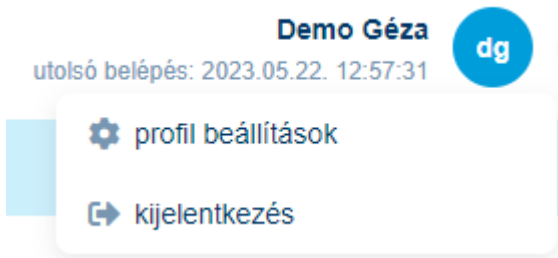 Demo Géza
dg
utolsó belépés: 2023.05.22. 12:57:31
profil beállítások
kijelentkezés